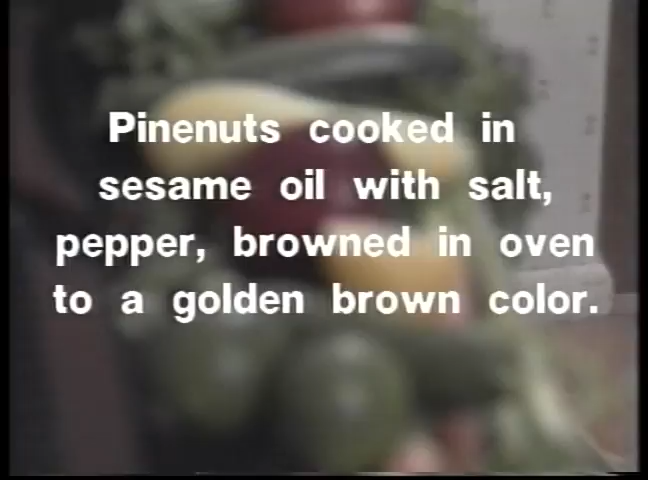 Pinenuts cooked in
sesame oil with salt,
pepper, browned in oven
to a golden brown color.